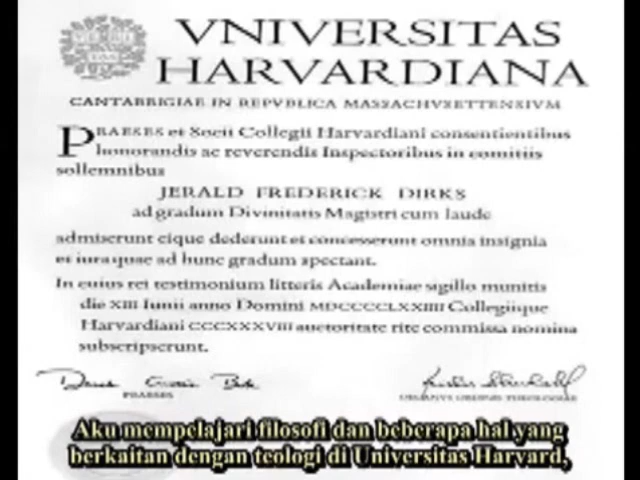 VNIVERSITAS
HARVARDIANA
CANTABRIGIAE IN REPVBLICA MASSACHVSETTENSIVM
PRAESES et Socii Collegii Harvardiani consentientibus
honorandis ac reverendis Inspectoribus in comitiis
sollemnibus
JERALD FREDERICK DIRKS
ad gradum Divinitatis Magistri cum laude
admiserunt eique dederunt et concesserunt omnia insignia
et iura quae ad hunc gradum spectant.
In cuius rei testimonium litteris Academiae sigillo munitis
die XIII Iunii anno Domini MDCCCCLXXIIII Collegiique
Harvardiani CCCXXXVIII auctoritate rite commissa nomina
subscripserunt.
PRAESES
Aku mempelajari filosofi dan beberapa hal yang
berkaitan dengan teologi di Universitas Harvard,